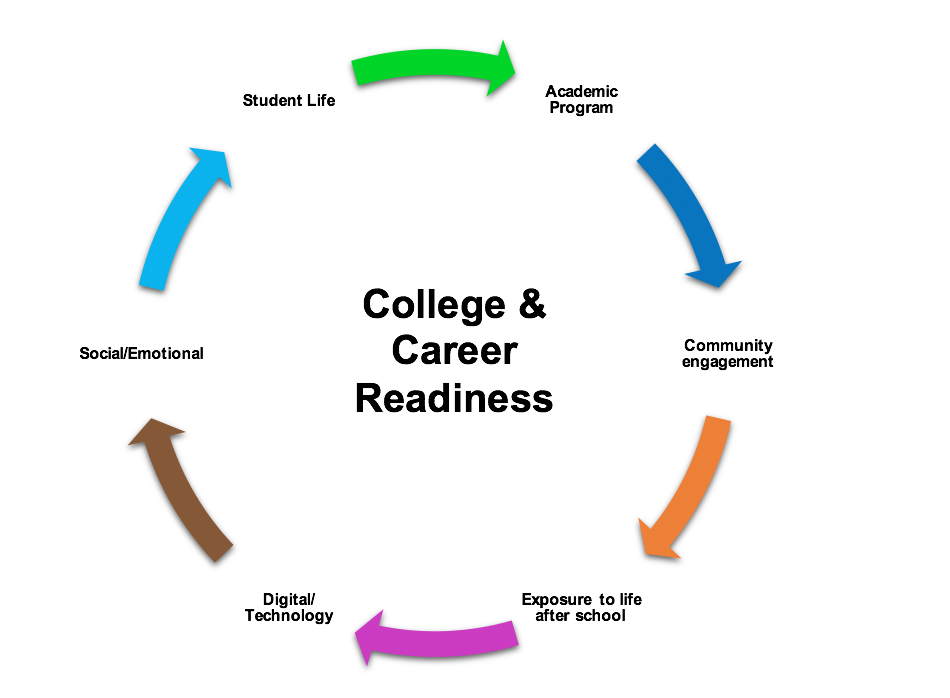 Student Life
Academic
Program
College &
Career
Readiness
Social/Emotional
Community
engagement
Digital/
Technology
Exposure to life
after school